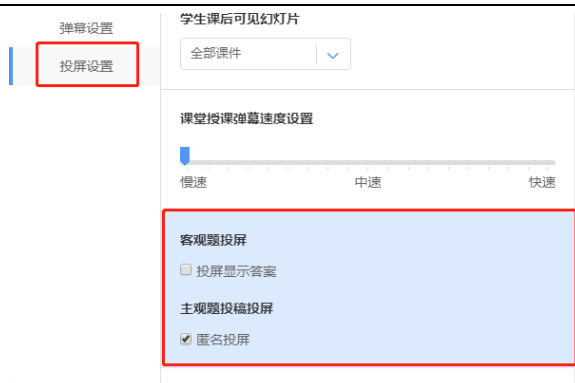 弹幕设置
投屏设置
学生课后可见幻灯片
全部课件
课堂授课弹幕速度设置
慢速 中速 快速
客观题投屏
投屏显示答案
主观题投稿投屏
匿名投屏